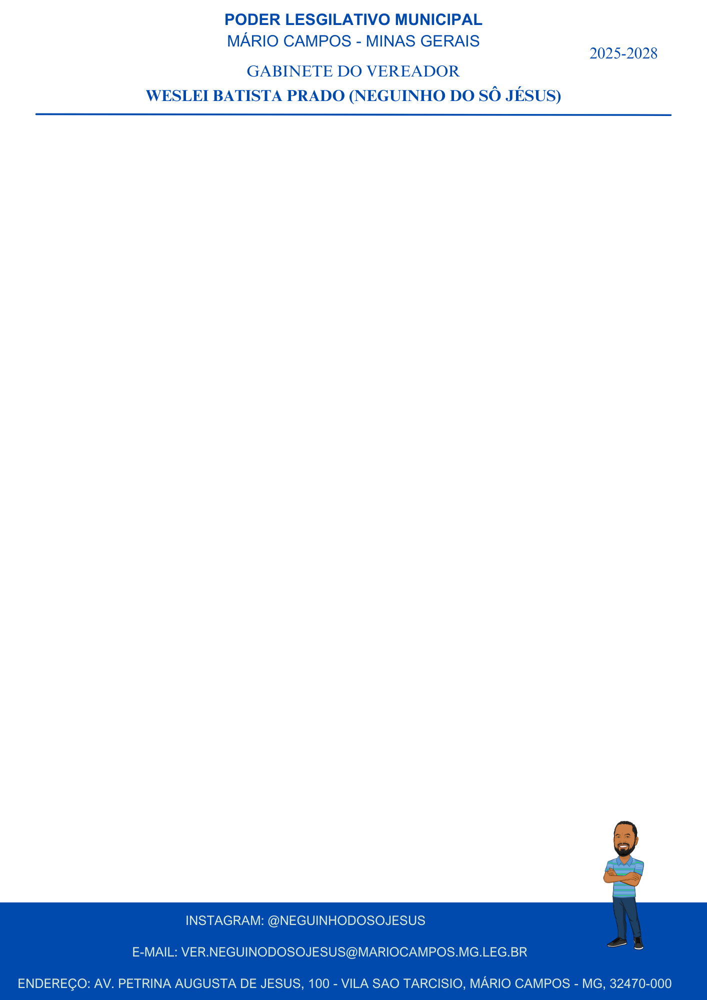 PODER LESGILATIVO MUNICIPAL
MÁRIO CAMPOS - MINAS GERAIS
2025-2028
GABINETE DO VEREADOR
WESLEI BATISTA PRADO (NEGUINHO DO SÔ JÉSUS)
INSTAGRAM: @NEGUINHODOSOJESUS
E-MAIL: VER.NEGUINODOSOJESUS@MARIOCAMPOS.MG.LEG.BR
ENDEREÇO: AV. PETRINA AUGUSTA DE JESUS, 100 - VILA SAO TARCISIO, MÁRIO CAMPOS - MG, 32470-000